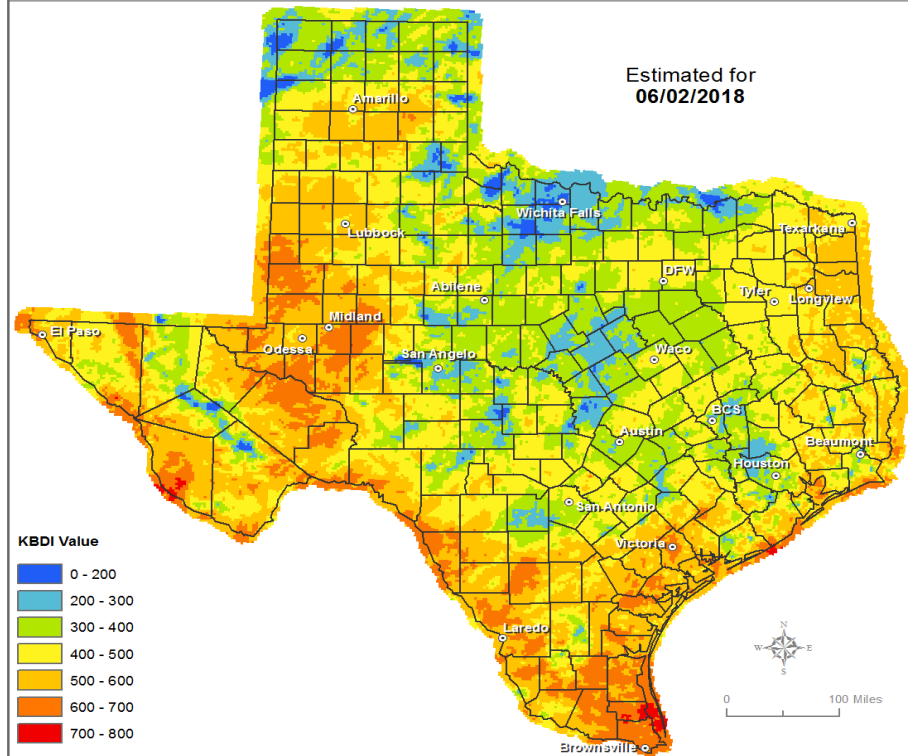 Estimated for
06/02/2018
Amarillo
Wichita Falls
Lubbock
Texarkana
DFW
Abilene
Tyler
Longview
Midland
El Paso
Odessa
San Angelo
Waco
BCS
Austin
Beaumont
Houston
San Antonio
Victoria
KBDI Value
0 - 200
200 - 300
300 - 400
400 - 500
500 - 600
600 - 700
700 - 800
Laredo
N
W E
S
0 100 Miles
Brownsville